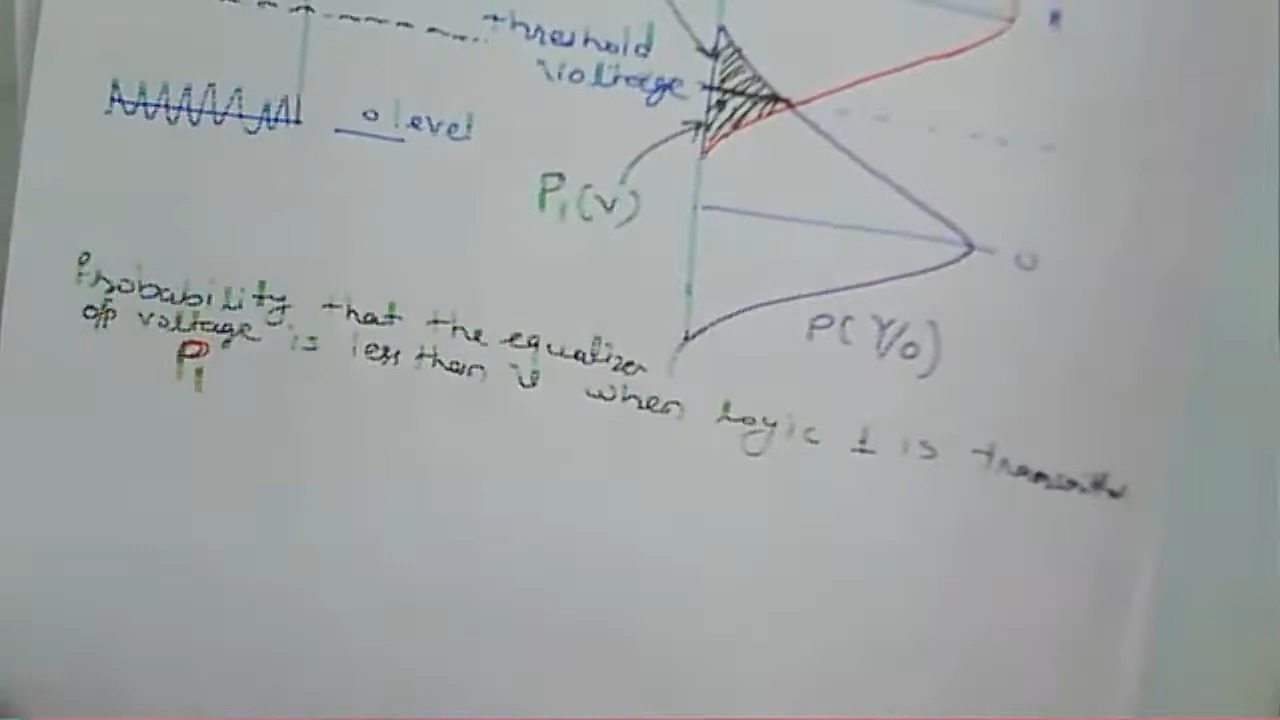 threshold
voltage
0 level
P1(v)
0
P(Y/0)
Probability that the equalizer
o/p voltage is less than v when Logic 1 is
P1